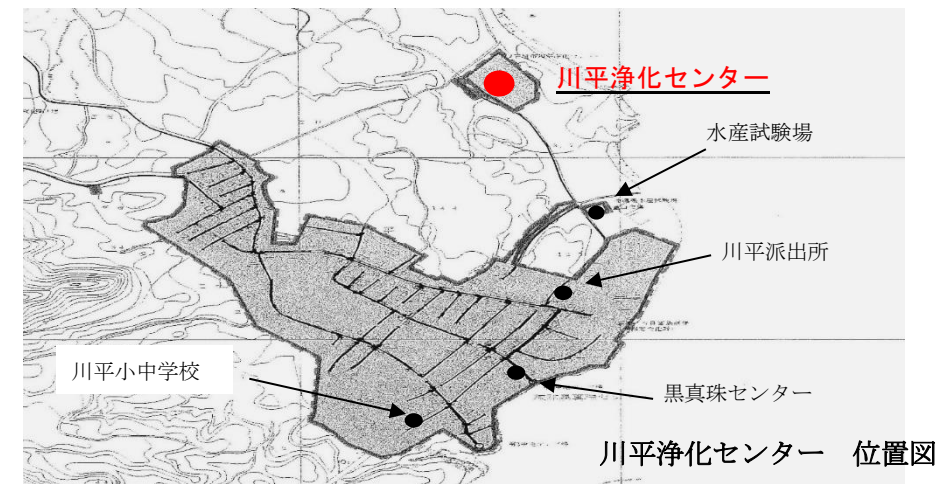 川平浄化センター
水産試験場
川平派出所
川平小中学校
黒真珠センター
川平浄化センター　位置図